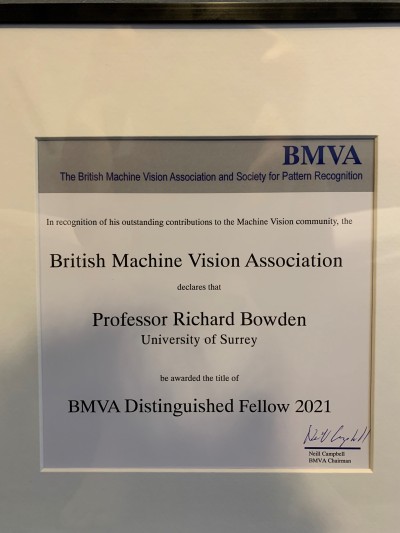 BMVA
The British Machine Vision Association and Society for Pattern Recognition
In recognition of his outstanding contributions to the Machine Vision community, the
British Machine Vision Association
declares that
Professor Richard Bowden
University of Surrey
be awarded the title of
BMVA Distinguished Fellow 2021
Neill Campbell
Neill Campbell
BMVA Chairman